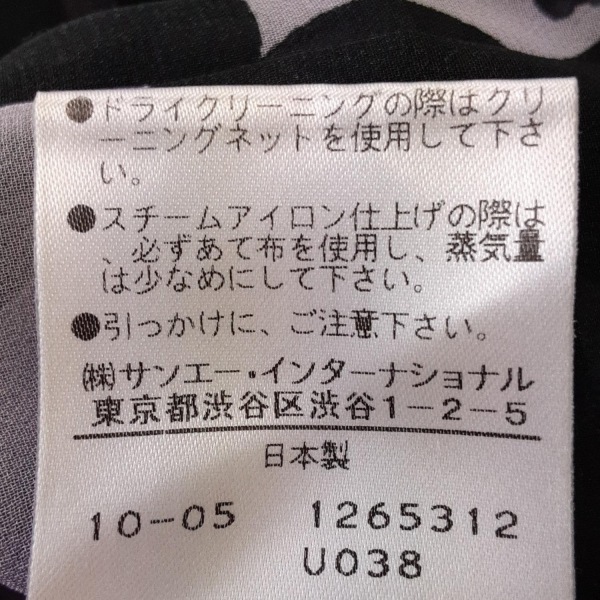 ●ドライクリーニングの際はクリ
ーニングネットを使用して下さ
い。
●スチームアイロン仕上げの際は
、必ずあて布を使用し、蒸気量
は少なめにして下さい。
●引っかけに、ご注意下さい。
㈱サンエー・インターナショナル
東京都渋谷区渋谷1-2-5
日本製
10-05 1265312
U038